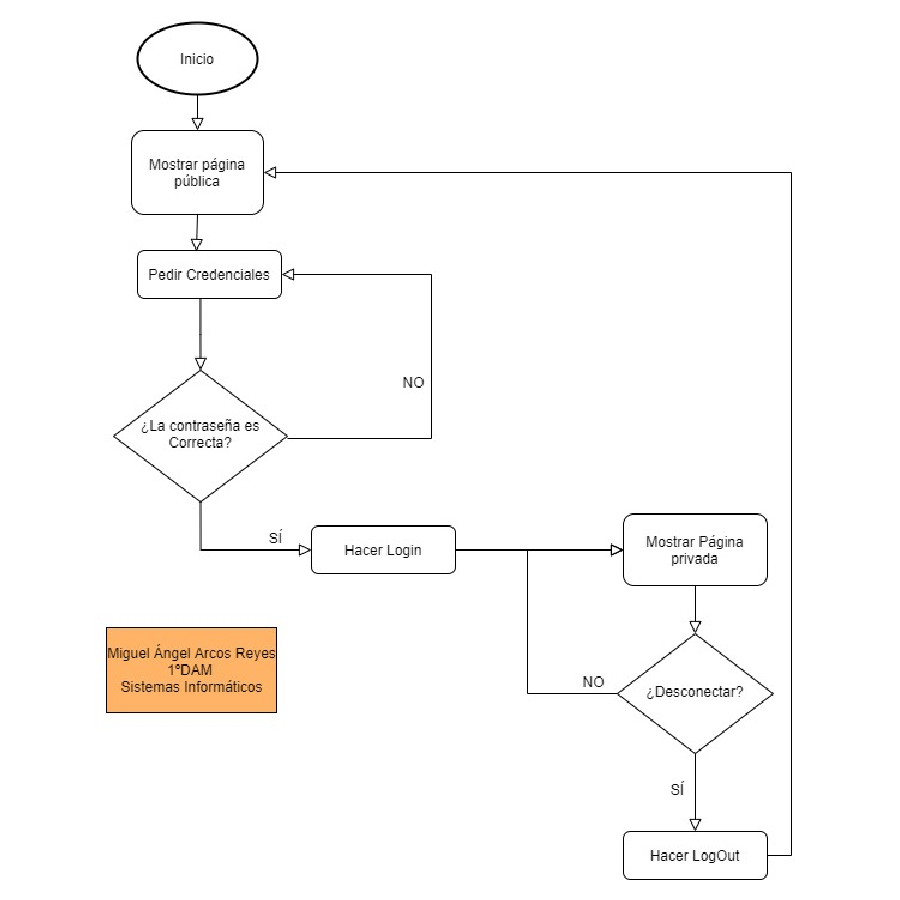 Inicio
Mostrar página
pública
Pedir Credenciales
NO
¿La contraseña es
Correcta?
SÍ
Hacer Login
Mostrar Página
privada
Miguel Ángel Arcos Reyes
1ºDAM
Sistemas Informáticos
NO
¿Desconectar?
SÍ
Hacer LogOut